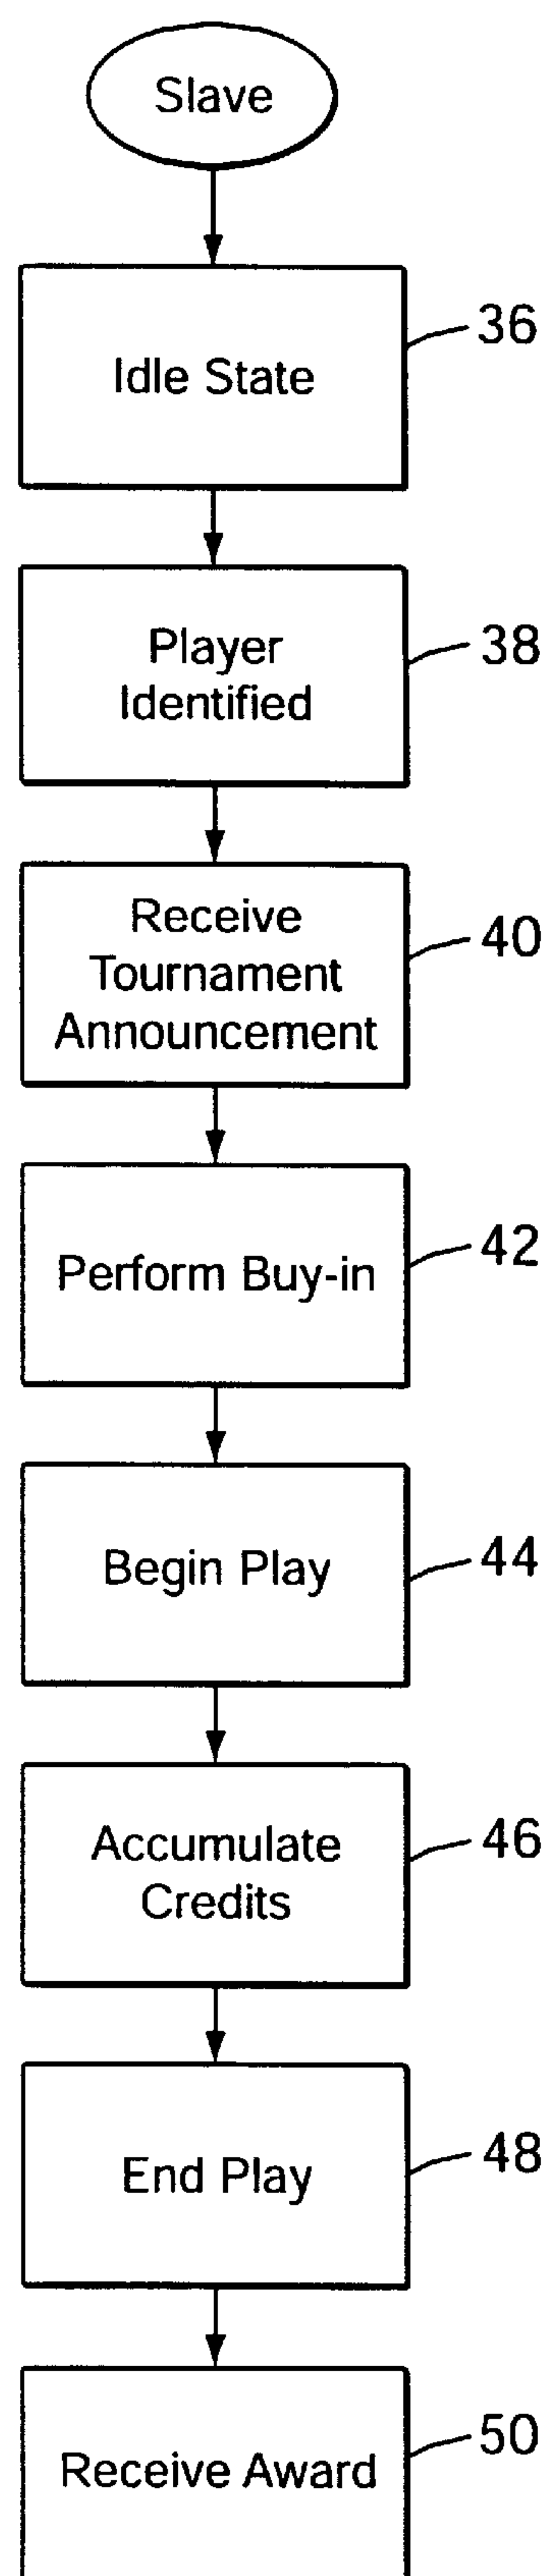 Slave
Idle State
36
Player
Identified
38
Receive
Tournament
Announcement
40
Perform Buy-in
42
Begin Play
44
Accumulate
Credits
46
End Play
48
Receive Award
50